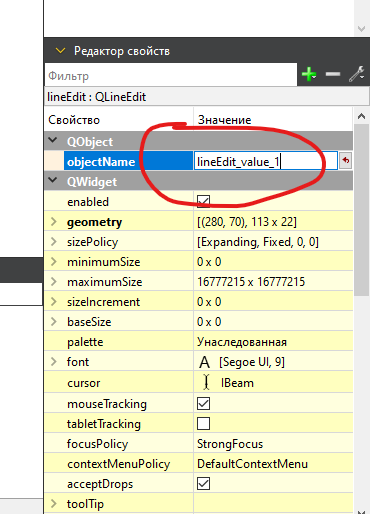 Редактор свойств
Фильтр
lineEdit : QLineEdit
Свойство Значение
QObject
objectName lineEdit_value_1
QWidget
enabled
geometry [(280, 70), 113 x 22]
sizePolicy [Expanding, Fixed, 0, 0]
minimumSize 0 x 0
maximumSize 16777215 x 16777215
sizeIncrement 0 x 0
baseSize 0 x 0
palette Унаследованная
font A [Segoe UI, 9]
cursor IBeam
mouseTracking
tabletTracking
focusPolicy StrongFocus
contextMenuPolicy DefaultContextMenu
acceptDrops
toolTip